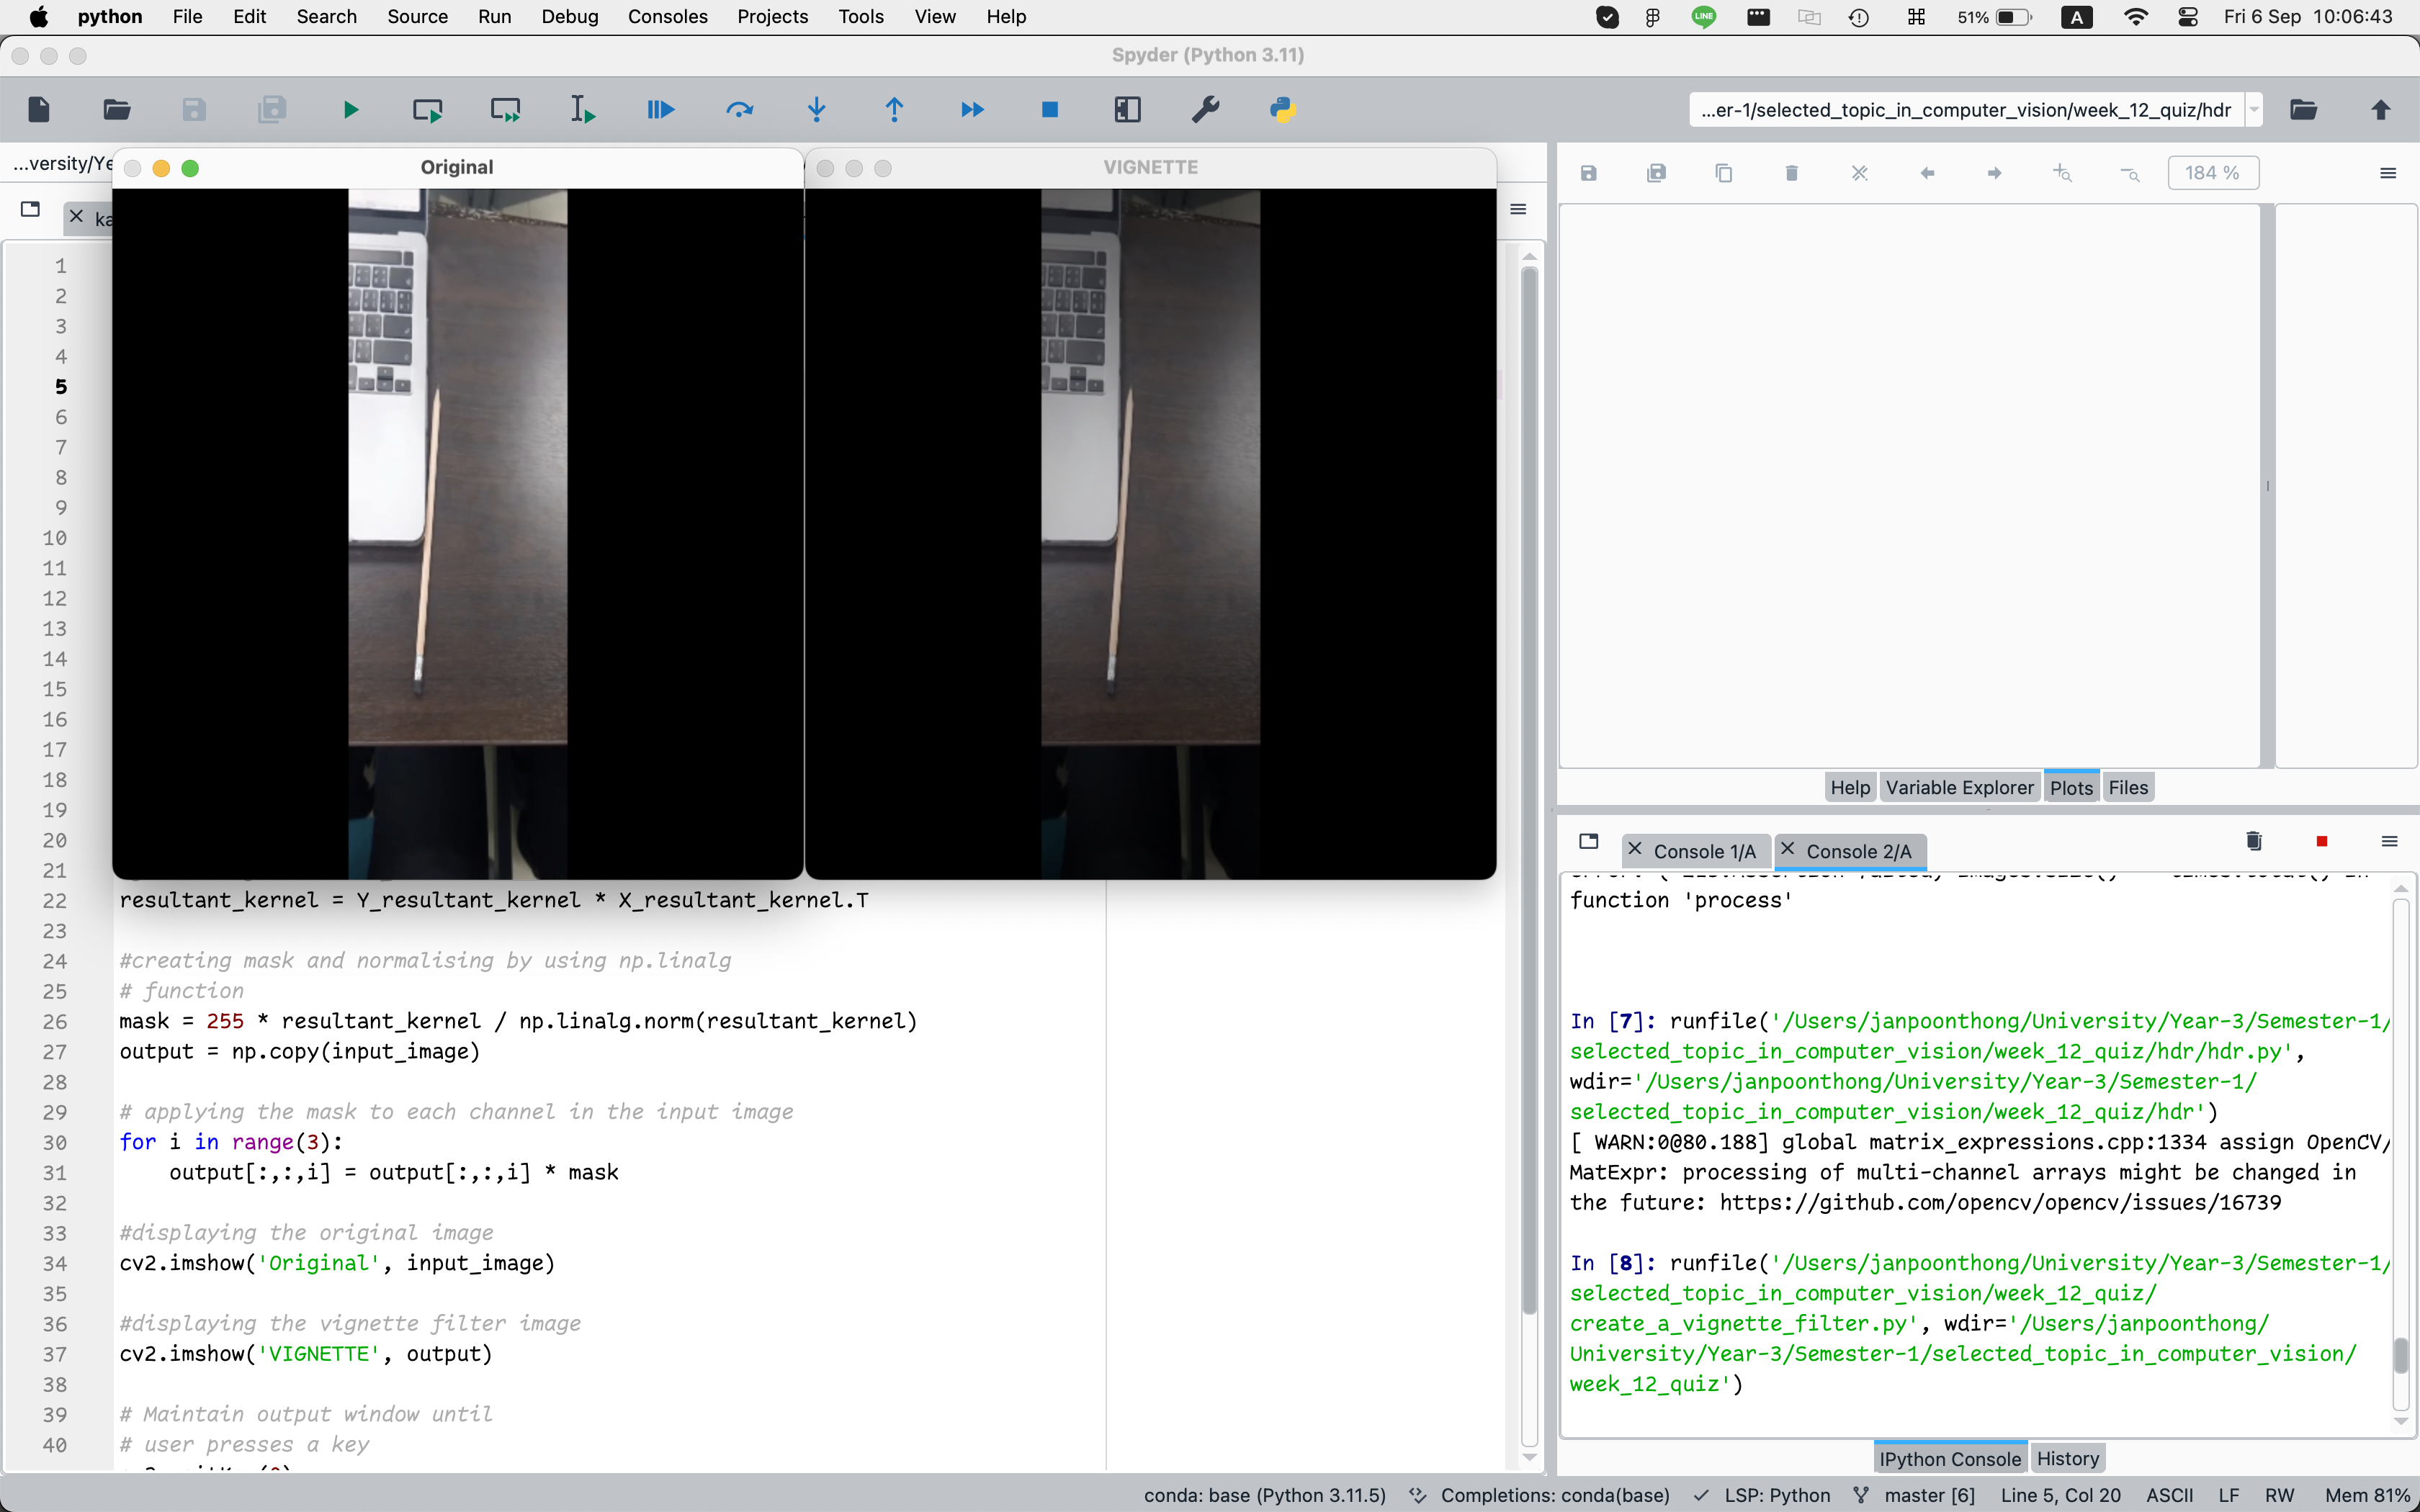 python File Edit Search Source Run Debug Consoles Projects Tools View Help
LINE 51% A Fri 6 Sep 10:06:43
Spyder (Python 3.11)
...er-1/selected_topic_in_computer_vision/week_12_quiz/hdr
...versity/Ye
Original
VIGNETTE
184 %
ka
1
2
3
4
5
6
7
8
9
10
11
12
13
14
15
16
17
18
19
20
21
22 resultant_kernel = Y_resultant_kernel * X_resultant_kernel.T
23
24 #creating mask and normalising by using np.linalg
25 # function
26 mask = 255 * resultant_kernel / np.linalg.norm(resultant_kernel)
27 output = np.copy(input_image)
28
29 # applying the mask to each channel in the input image
30 for i in range(3):
31 output[:,:,i] = output[:,:,i] * mask
32
33 #displaying the original image
34 cv2.imshow('Original', input_image)
35
36 #displaying the vignette filter image
37 cv2.imshow('VIGNETTE', output)
38
39 # Maintain output window until
40 # user presses a key
Help Variable Explorer Plots Files
Console 1/A Console 2/A
function 'process'
In [7]: runfile('/Users/janpoonthong/University/Year-3/Semester-1/
selected_topic_in_computer_vision/week_12_quiz/hdr/hdr.py',
wdir='/Users/janpoonthong/University/Year-3/Semester-1/
selected_topic_in_computer_vision/week_12_quiz/hdr')
[ WARN:0@80.188] global matrix_expressions.cpp:1334 assign OpenCV/
MatExpr: processing of multi-channel arrays might be changed in
the future: https://github.com/opencv/opencv/issues/16739
In [8]: runfile('/Users/janpoonthong/University/Year-3/Semester-1/
selected_topic_in_computer_vision/week_12_quiz/
create_a_vignette_filter.py', wdir='/Users/janpoonthong/
University/Year-3/Semester-1/selected_topic_in_computer_vision/
week_12_quiz')
IPython Console History
conda: base (Python 3.11.5) Completions: conda(base) LSP: Python master [6] Line 5, Col 20 ASCII LF RW Mem 81%